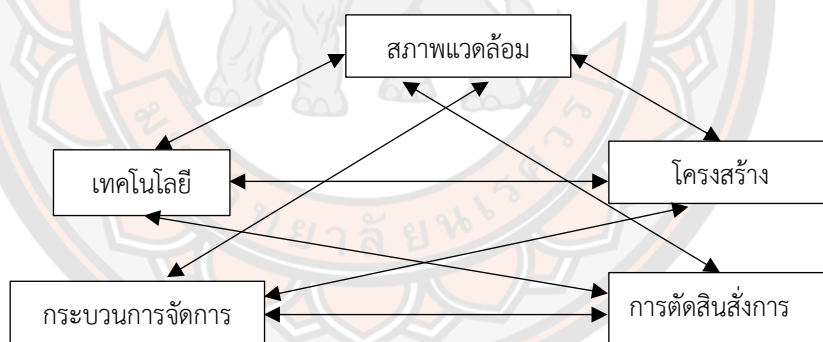 สภาพแวดล้อม
เทคโนโลยี
โครงสร้าง
กระบวนการจัดการ
การตัดสินสั่งการ